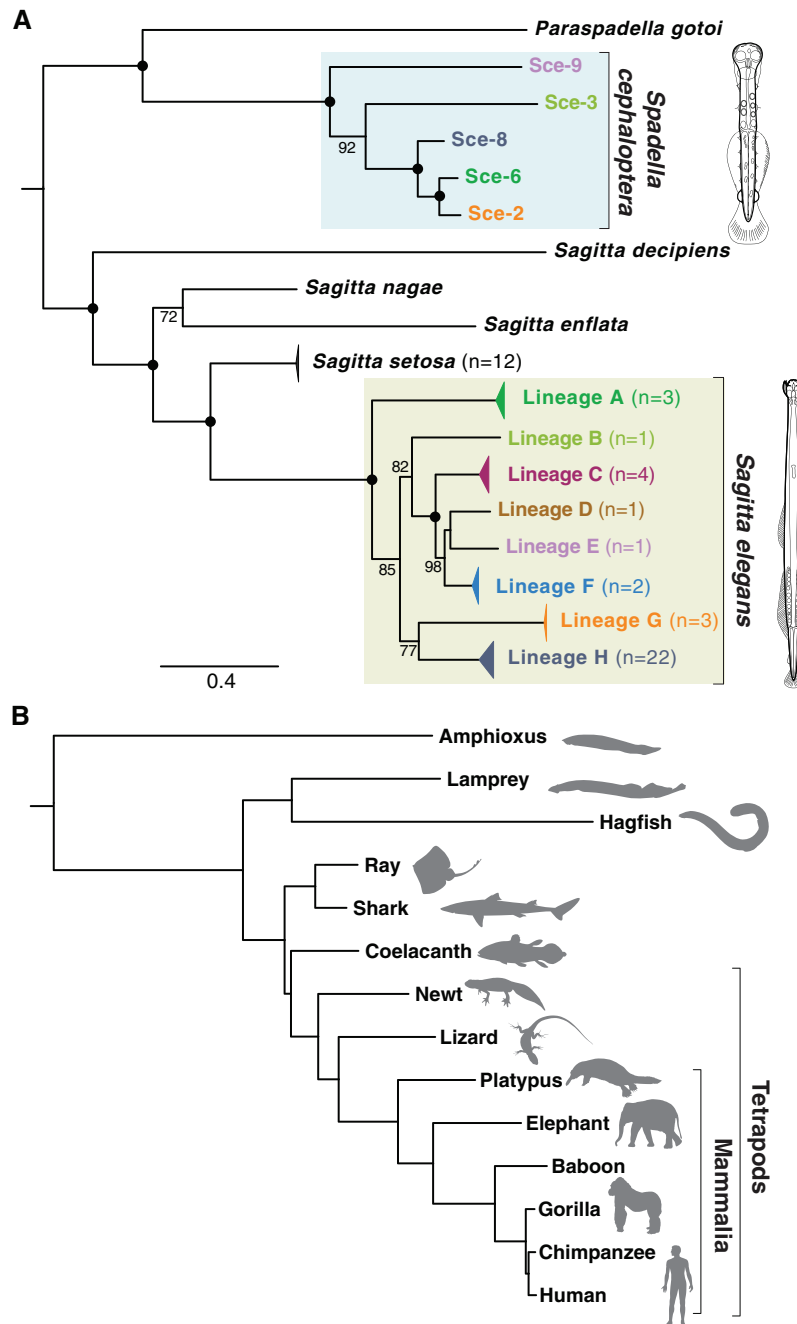 A
Paraspadella gotoi
Sce-9
Sce-3
92
Sce-8
Sce-6
Sce-2
Spadella
cephaloptera
Sagitta decipiens
Sagitta nagae
72
Sagitta enflata
Sagitta setosa (n=12)
Lineage A (n=3)
Lineage B (n=1)
82
Lineage C (n=4)
Lineage D (n=1)
Lineage E (n=1)
85
98
Lineage F (n=2)
Lineage G (n=3)
77
Lineage H (n=22)
Sagitta elegans
0.4
B
Amphioxus
Lamprey
Hagfish
Ray
Shark
Coelacanth
Newt
Lizard
Platypus
Elephant
Baboon
Gorilla
Chimpanzee
Human
Mammalia
Tetrapods